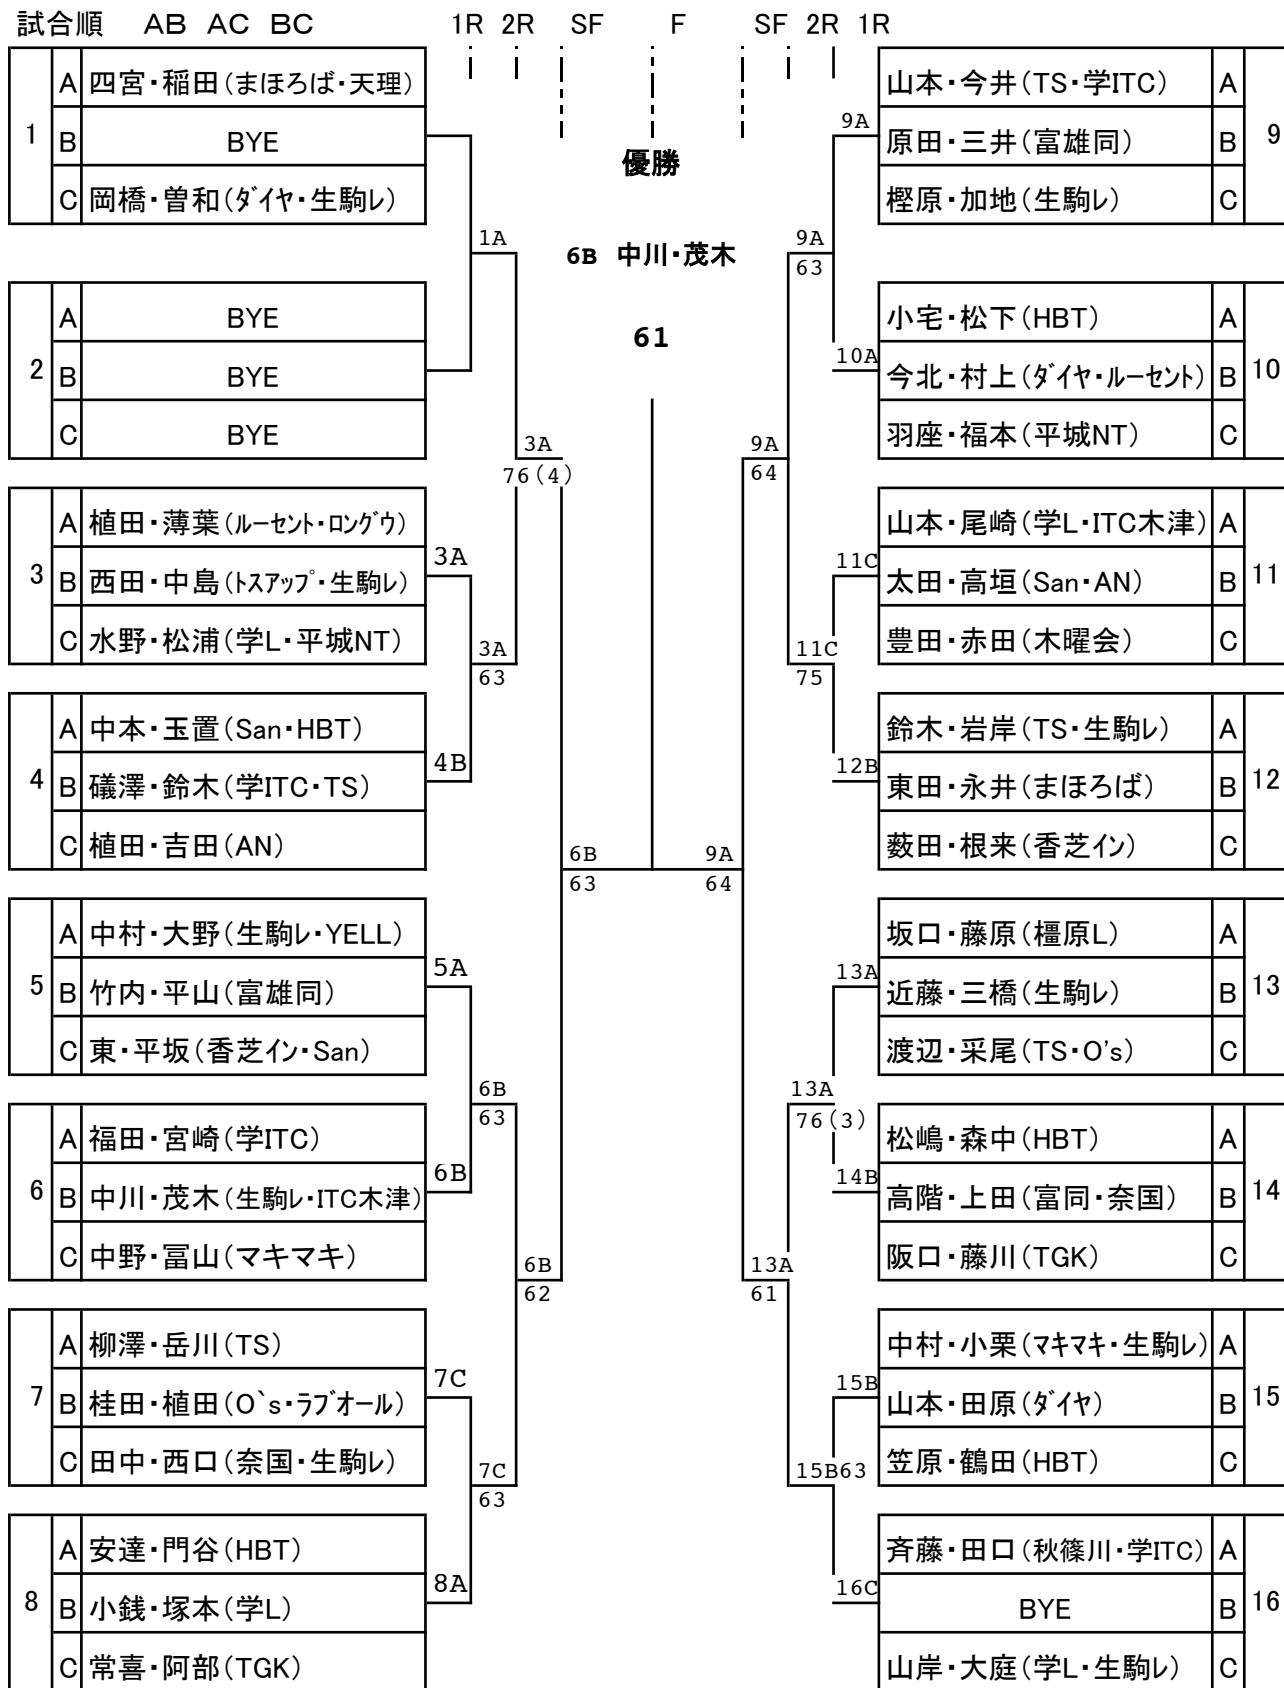 試合順 AB AC BC 1R 2R SF F SF 2R 1R
優勝
6B 中川・茂木
61
1
A 四宮・稲田(まほろば・天理)
B BYE
C 岡橋・曽和(ダイヤ・生駒レ)
2
A BYE
B BYE
C BYE
3
A 植田・薄葉(ルーセント・ロングウ)
B 西田・中島(トスアップ・生駒レ)
C 水野・松浦(学L・平城NT)
4
A 中本・玉置(San・HBT)
B 礒澤・鈴木(学ITC・TS)
C 植田・吉田(AN)
5
A 中村・大野(生駒レ・YELL)
B 竹内・平山(富雄同)
C 東・平坂(香芝イン・San)
6
A 福田・宮崎(学ITC)
B 中川・茂木(生駒レ・ITC木津)
C 中野・冨山(マキマキ)
7
A 柳澤・岳川(TS)
B 桂田・植田(O`s・ラブオール)
C 田中・西口(奈国・生駒レ)
8
A 安達・門谷(HBT)
B 小銭・塚本(学L)
C 常喜・阿部(TGK)
3A
4B
5A
6B
7C
8A
1A
3A
63
6B
63
7C
63
3A
76(4)
6B
62
6B
63
9A
64
9A
64
13A
61
9A
63
11C
75
13A
76(3)
15B63
9A
10A
11C
12B
13A
14B
15B
16C
山本・今井(TS・学ITC) A
原田・三井(富雄同) B
樫原・加地(生駒レ) C
9
小宅・松下(HBT) A
今北・村上(ダイヤ・ルーセント) B
羽座・福本(平城NT) C
10
山本・尾崎(学L・ITC木津) A
太田・高垣(San・AN) B
豊田・赤田(木曜会) C
11
鈴木・岩岸(TS・生駒レ) A
東田・永井(まほろば) B
薮田・根来(香芝イン) C
12
坂口・藤原(橿原L) A
近藤・三橋(生駒レ) B
渡辺・采尾(TS・O's) C
13
松嶋・森中(HBT) A
高階・上田(富同・奈国) B
阪口・藤川(TGK) C
14
中村・小栗(マキマキ・生駒レ) A
山本・田原(ダイヤ) B
笠原・鶴田(HBT) C
15
斉藤・田口(秋篠川・学ITC) A
BYE B
山岸・大庭(学L・生駒レ) C
16